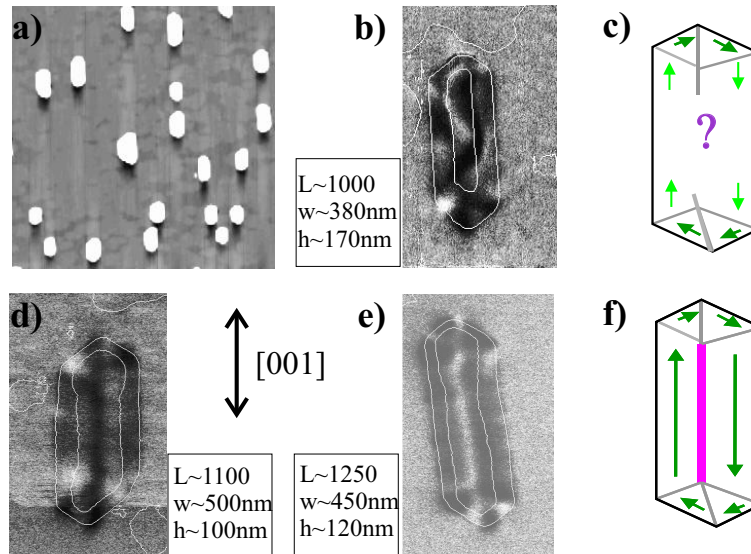 a)
b)
c)
?
L~1000
w~380nm
h~170nm
d)
[001]
e)
f)
L~1100
w~500nm
h~100nm
L~1250
w~450nm
h~120nm